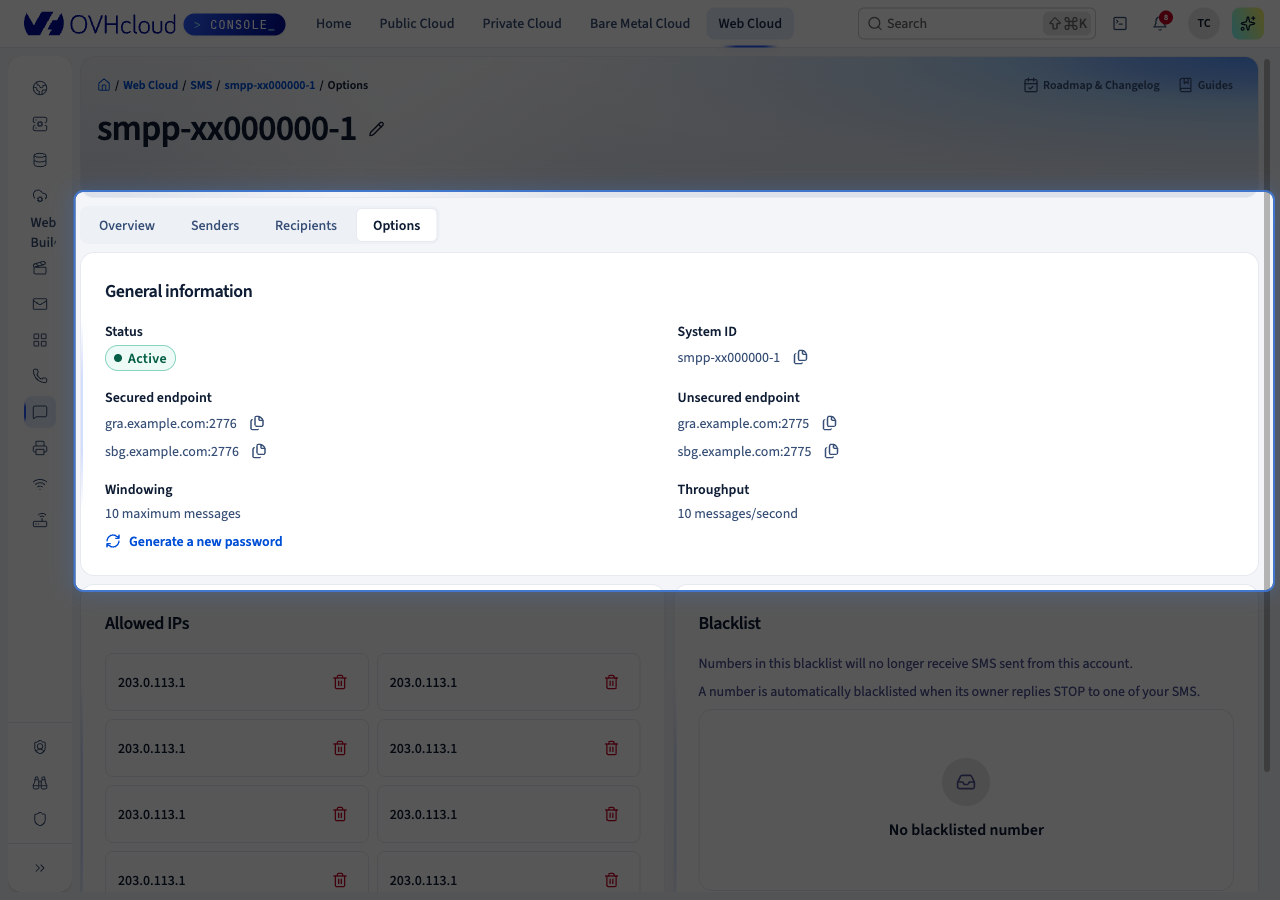 OVHcloud > CONSOLE_ Home Public Cloud Private Cloud Bare Metal Cloud Web Cloud Search ⇧⌘K 8 TC
/ Web Cloud / SMS / smpp-xx000000-1 / Options Roadmap & Changelog Guides
smpp-xx000000-1
Web
Buil
Overview Senders Recipients Options
General information
Status System ID
Active smpp-xx000000-1
Secured endpoint Unsecured endpoint
gra.example.com:2776 gra.example.com:2775
sbg.example.com:2776 sbg.example.com:2775
Windowing Throughput
10 maximum messages 10 messages/second
Generate a new password
Allowed IPs Blacklist
Numbers in this blacklist will no longer receive SMS sent from this account.
203.0.113.1 203.0.113.1
A number is automatically blacklisted when its owner replies STOP to one of your SMS.
203.0.113.1 203.0.113.1
203.0.113.1 203.0.113.1
No blacklisted number
203.0.113.1 203.0.113.1